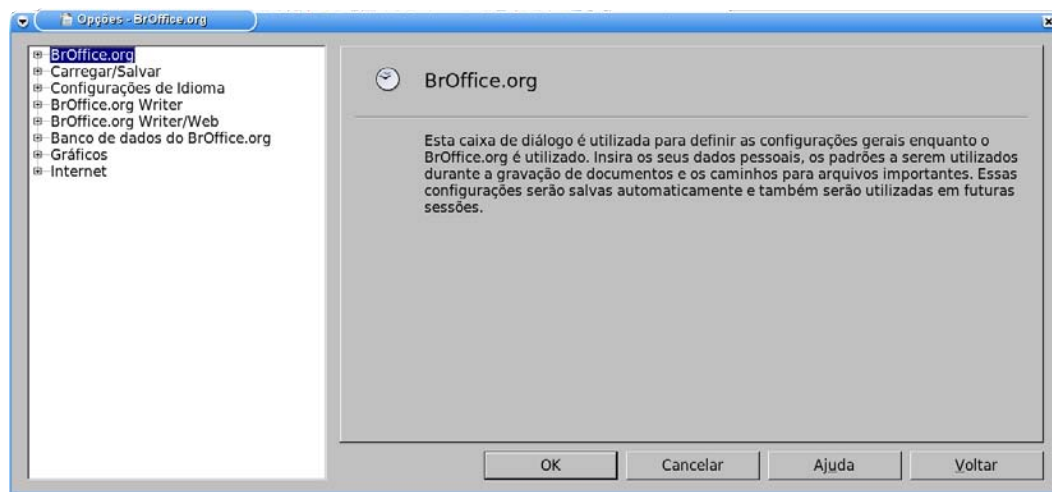 Opções - BrOffice.org
BrOffice.org
Carregar/Salvar
Configurações de Idioma
BrOffice.org Writer
BrOffice.org Writer/Web
Banco de dados do BrOffice.org
Gráficos
Internet
BrOffice.org
Esta caixa de diálogo é utilizada para definir as configurações gerais enquanto o
BrOffice.org é utilizado. Insira os seus dados pessoais, os padrões a serem utilizados
durante a gravação de documentos e os caminhos para arquivos importantes. Essas
configurações serão salvas automaticamente e também serão utilizadas em futuras
sessões.
OK
Cancelar
Ajuda
Voltar